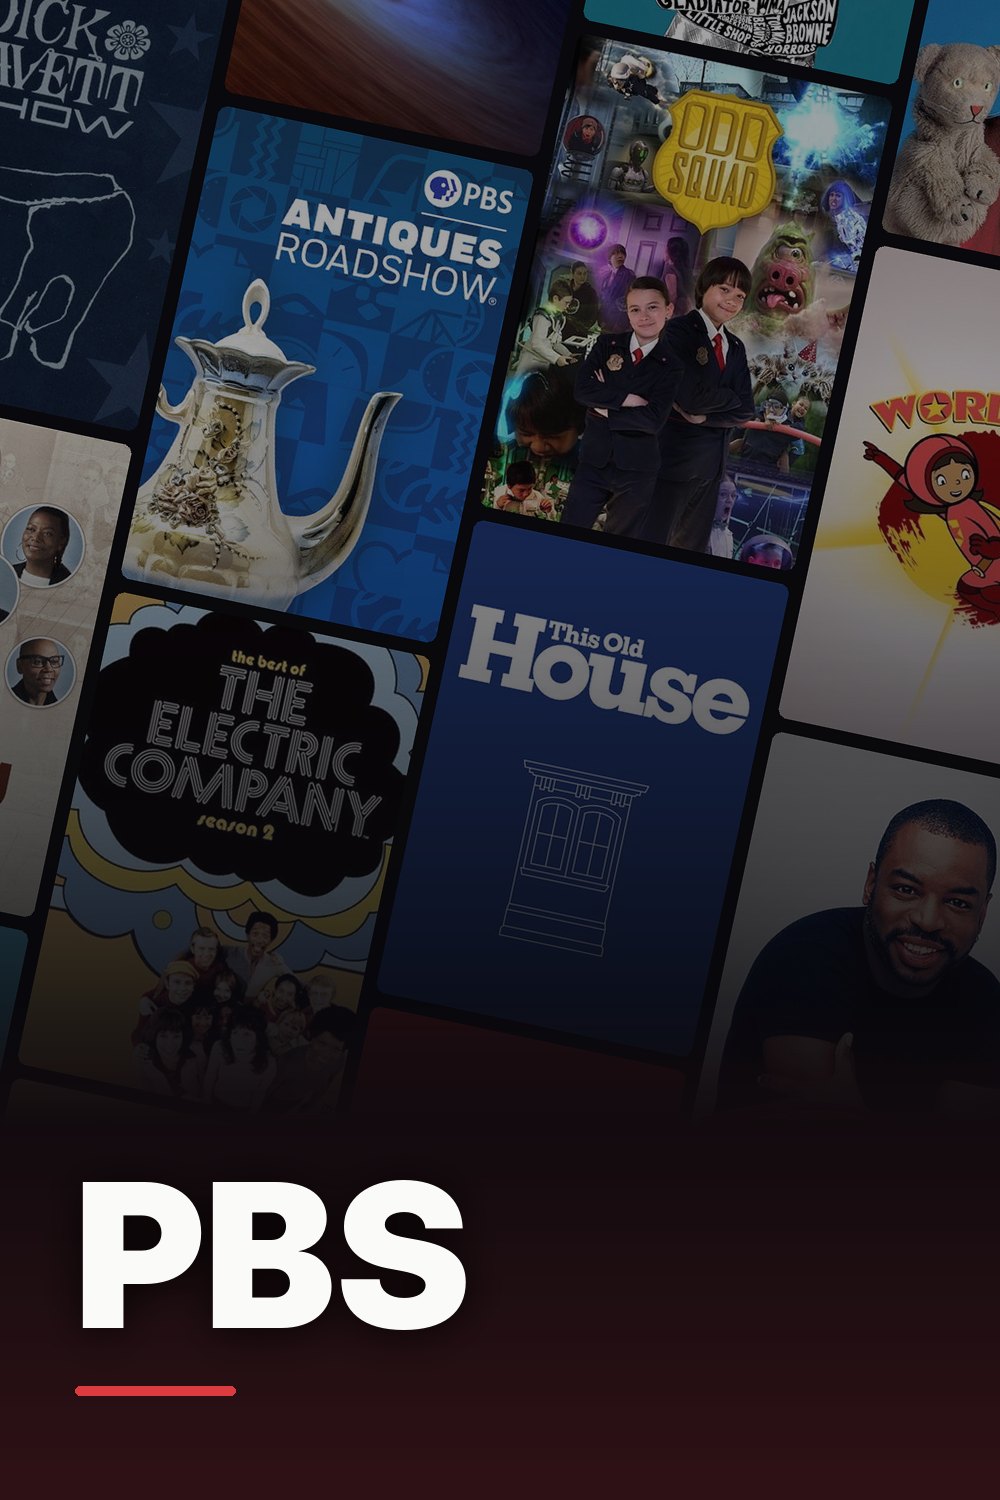 DICK
CAVETT
SHOW
GLADIATOR
LITTLE SHOP
JACKSON
BROWNE
HORRORS
PBS
ANTIQUES
ROADSHOW
ODD
SQUAD
WOR
the best of
THE
ELECTRIC
COMPANY
season 2
This Old
House
PBS